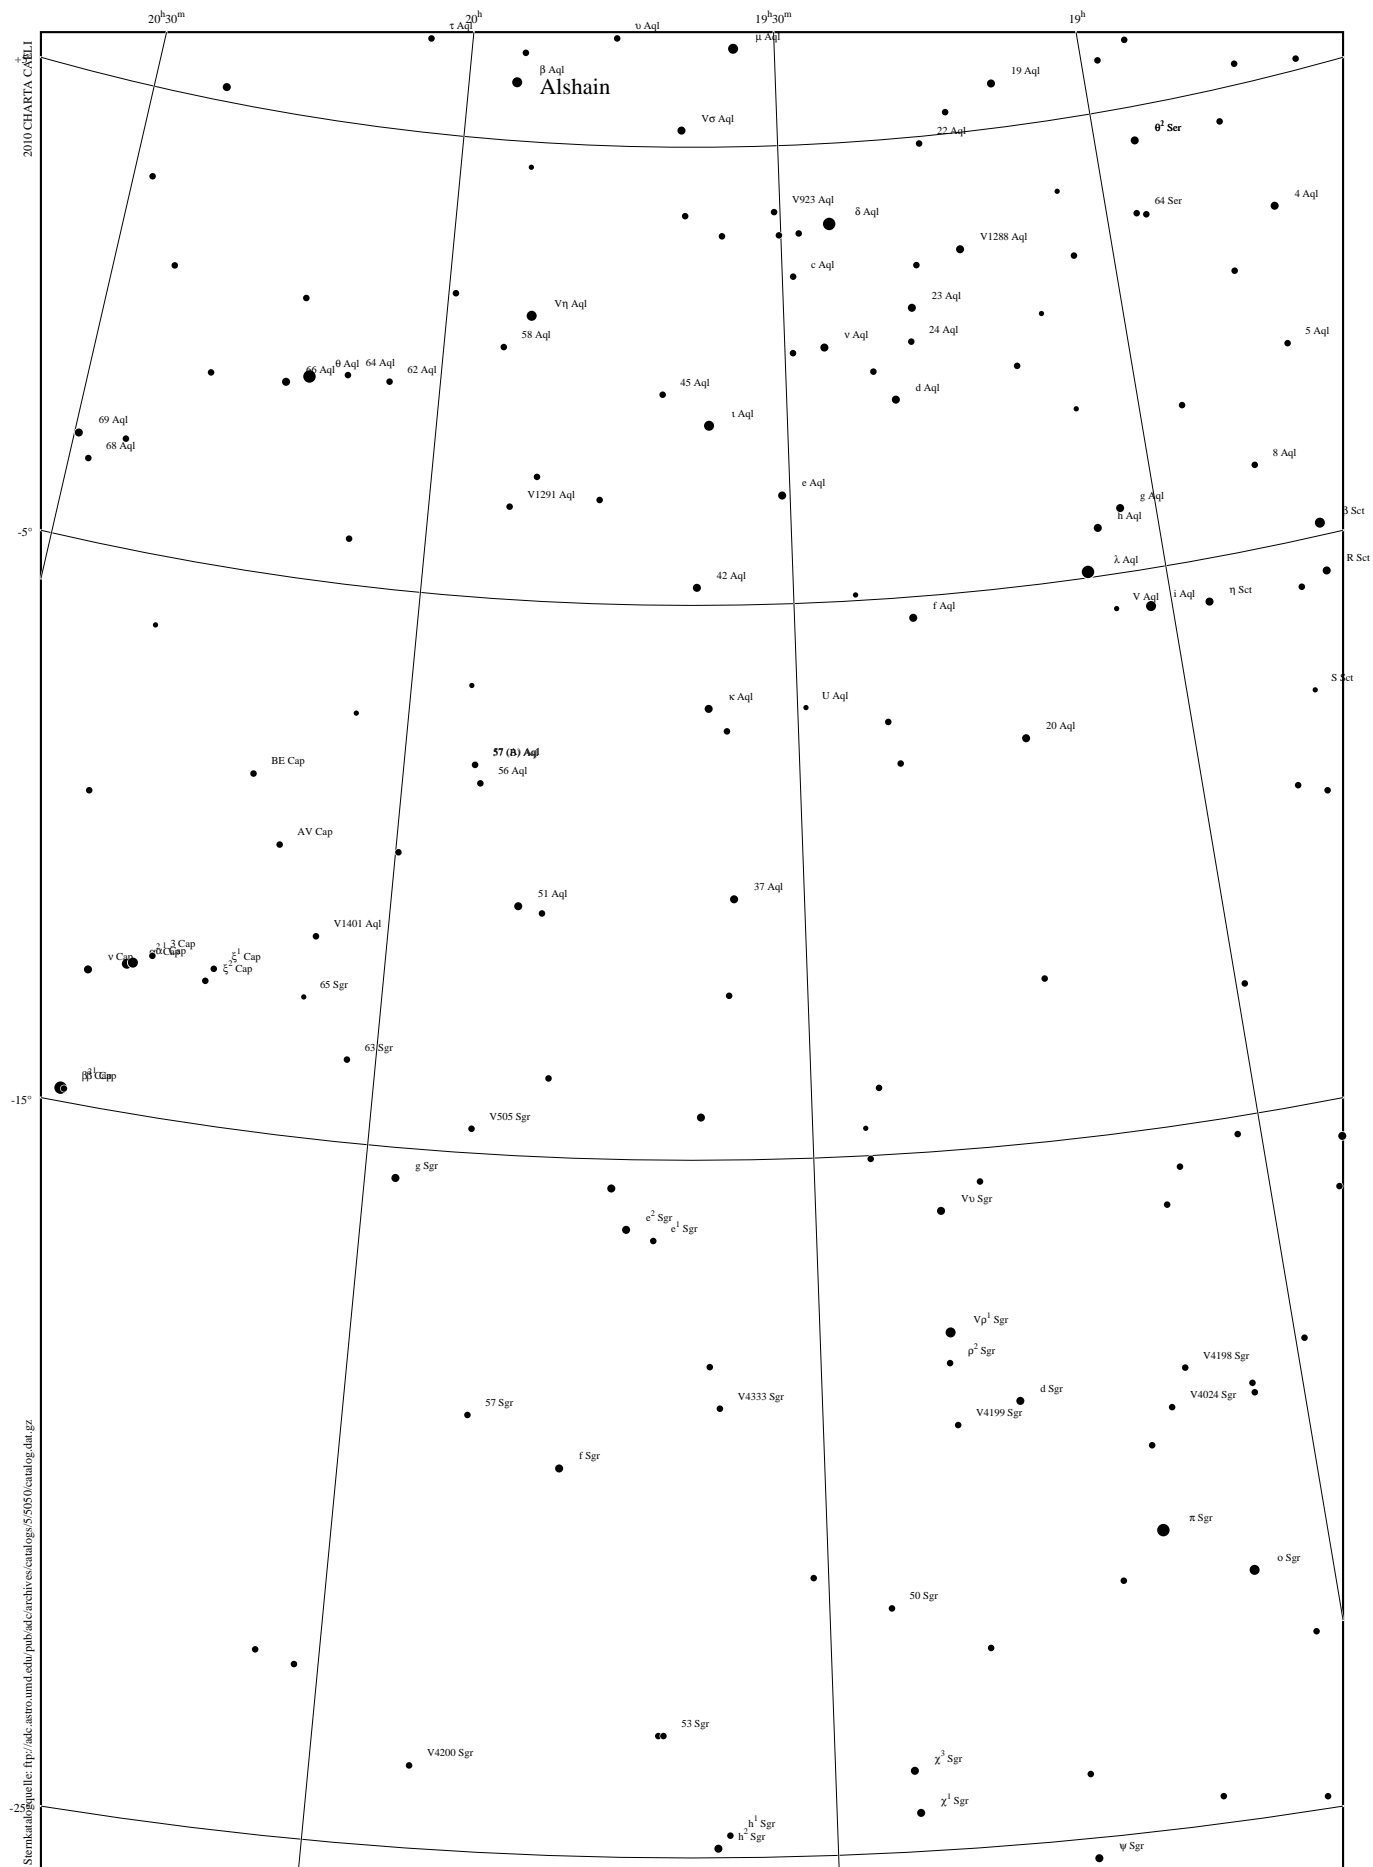 20h30m
20h
19h30m
19h
τ Aql
υ Aql
μ Aql
2010 CHARTA CAELI
β Aql
Alshain
19 Aql
Vσ Aql
22 Aql
θ2 Ser
V923 Aql
δ Aql
64 Ser
4 Aql
V1288 Aql
c Aql
Vη Aql
23 Aql
58 Aql
ν Aql
24 Aql
5 Aql
66 Aql
θ Aql
64 Aql
62 Aql
45 Aql
d Aql
69 Aql
ι Aql
68 Aql
8 Aql
V1291 Aql
e Aql
g Aql
h Aql
β Sct
-5°
λ Aql
R Sct
42 Aql
f Aql
V Aql
i Aql
η Sct
S Sct
κ Aql
U Aql
20 Aql
57 Aql
56 Aql
BE Cap
AV Cap
51 Aql
37 Aql
V1401 Aql
ν Cap
3 Cap
ξ1 Cap
ξ2 Cap
65 Sgr
63 Sgr
-15°
V505 Sgr
g Sgr
e2 Sgr
e1 Sgr
Vυ Sgr
Vρ1 Sgr
ρ2 Sgr
V4198 Sgr
d Sgr
V4024 Sgr
57 Sgr
V4333 Sgr
V4199 Sgr
f Sgr
π Sgr
ο Sgr
50 Sgr
53 Sgr
V4200 Sgr
χ3 Sgr
χ1 Sgr
-25°
h1 Sgr
h2 Sgr
ψ Sgr
Sternkatalogquelle: ftp://adc.astro.umd.edu/pub/adc/archives/catalogs/5/5050/catalog.dat.gz